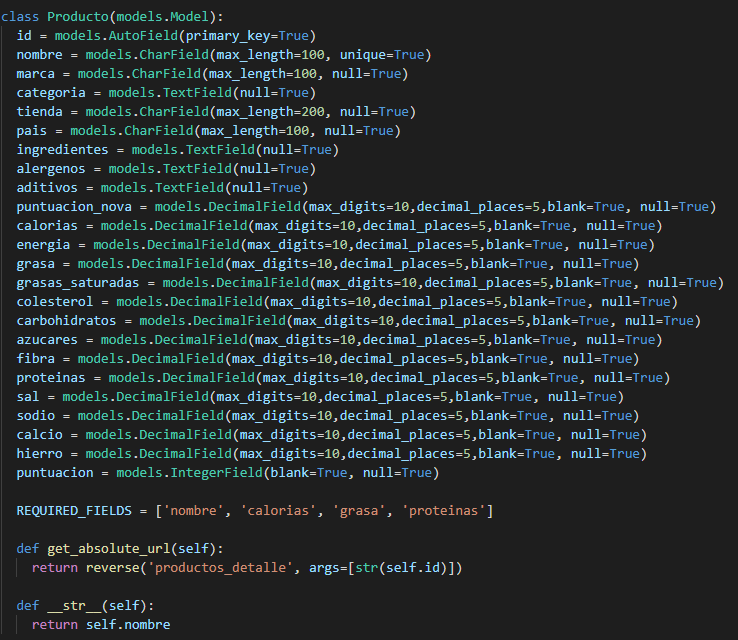 class Producto(models.Model):
id = models.AutoField(primary_key=True)
nombre = models.CharField(max_length=100, unique=True)
marca = models.CharField(max_length=100, null=True)
categoria = models.TextField(null=True)
tienda = models.CharField(max_length=200, null=True)
pais = models.CharField(max_length=100, null=True)
ingredientes = models.TextField(null=True)
alergenos = models.TextField(null=True)
aditivos = models.TextField(null=True)
puntuacion_nova = models.DecimalField(max_digits=10,decimal_places=5,blank=True, null=True)
calorias = models.DecimalField(max_digits=10,decimal_places=5,blank=True, null=True)
energia = models.DecimalField(max_digits=10,decimal_places=5,blank=True, null=True)
grasa = models.DecimalField(max_digits=10,decimal_places=5,blank=True, null=True)
grasas_saturadas = models.DecimalField(max_digits=10,decimal_places=5,blank=True, null=True)
colesterol = models.DecimalField(max_digits=10,decimal_places=5,blank=True, null=True)
carbohidratos = models.DecimalField(max_digits=10,decimal_places=5,blank=True, null=True)
azucares = models.DecimalField(max_digits=10,decimal_places=5,blank=True, null=True)
fibra = models.DecimalField(max_digits=10,decimal_places=5,blank=True, null=True)
proteinas = models.DecimalField(max_digits=10,decimal_places=5,blank=True, null=True)
sal = models.DecimalField(max_digits=10,decimal_places=5,blank=True, null=True)
sodio = models.DecimalField(max_digits=10,decimal_places=5,blank=True, null=True)
calcio = models.DecimalField(max_digits=10,decimal_places=5,blank=True, null=True)
hierro = models.DecimalField(max_digits=10,decimal_places=5,blank=True, null=True)
puntuacion = models.IntegerField(blank=True, null=True)
REQUIRED_FIELDS = ['nombre', 'calorias', 'grasa', 'proteinas']
def get_absolute_url(self):
return reverse('productos_detalle', args=[str(self.id)])
def __str__(self):
return self.nombre